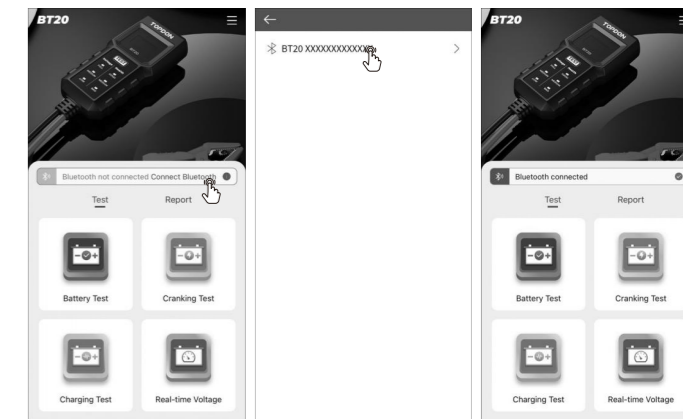 BT20
TOPDON
Bluetooth not connected Connect Bluetooth
Test Report
Battery Test Cranking Test
Charging Test Real-time Voltage
BT20 XXXXXXXXXXXX
BT20
TOPDON
Bluetooth connected
Test Report
Battery Test Cranking Test
Charging Test Real-time Voltage